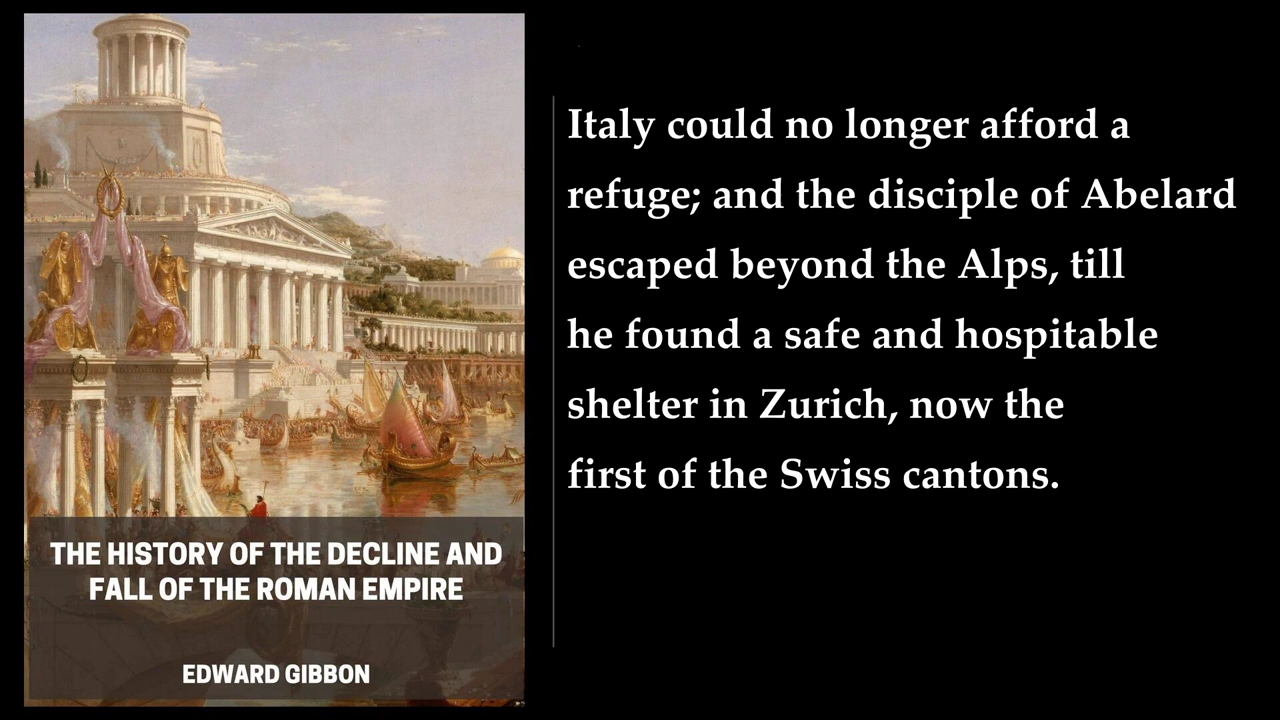 THE HISTORY OF THE DECLINE AND
FALL OF THE ROMAN EMPIRE
EDWARD GIBBON
Italy could no longer afford a
refuge; and the disciple of Abelard
escaped beyond the Alps, till
he found a safe and hospitable
shelter in Zurich, now the
first of the Swiss cantons.